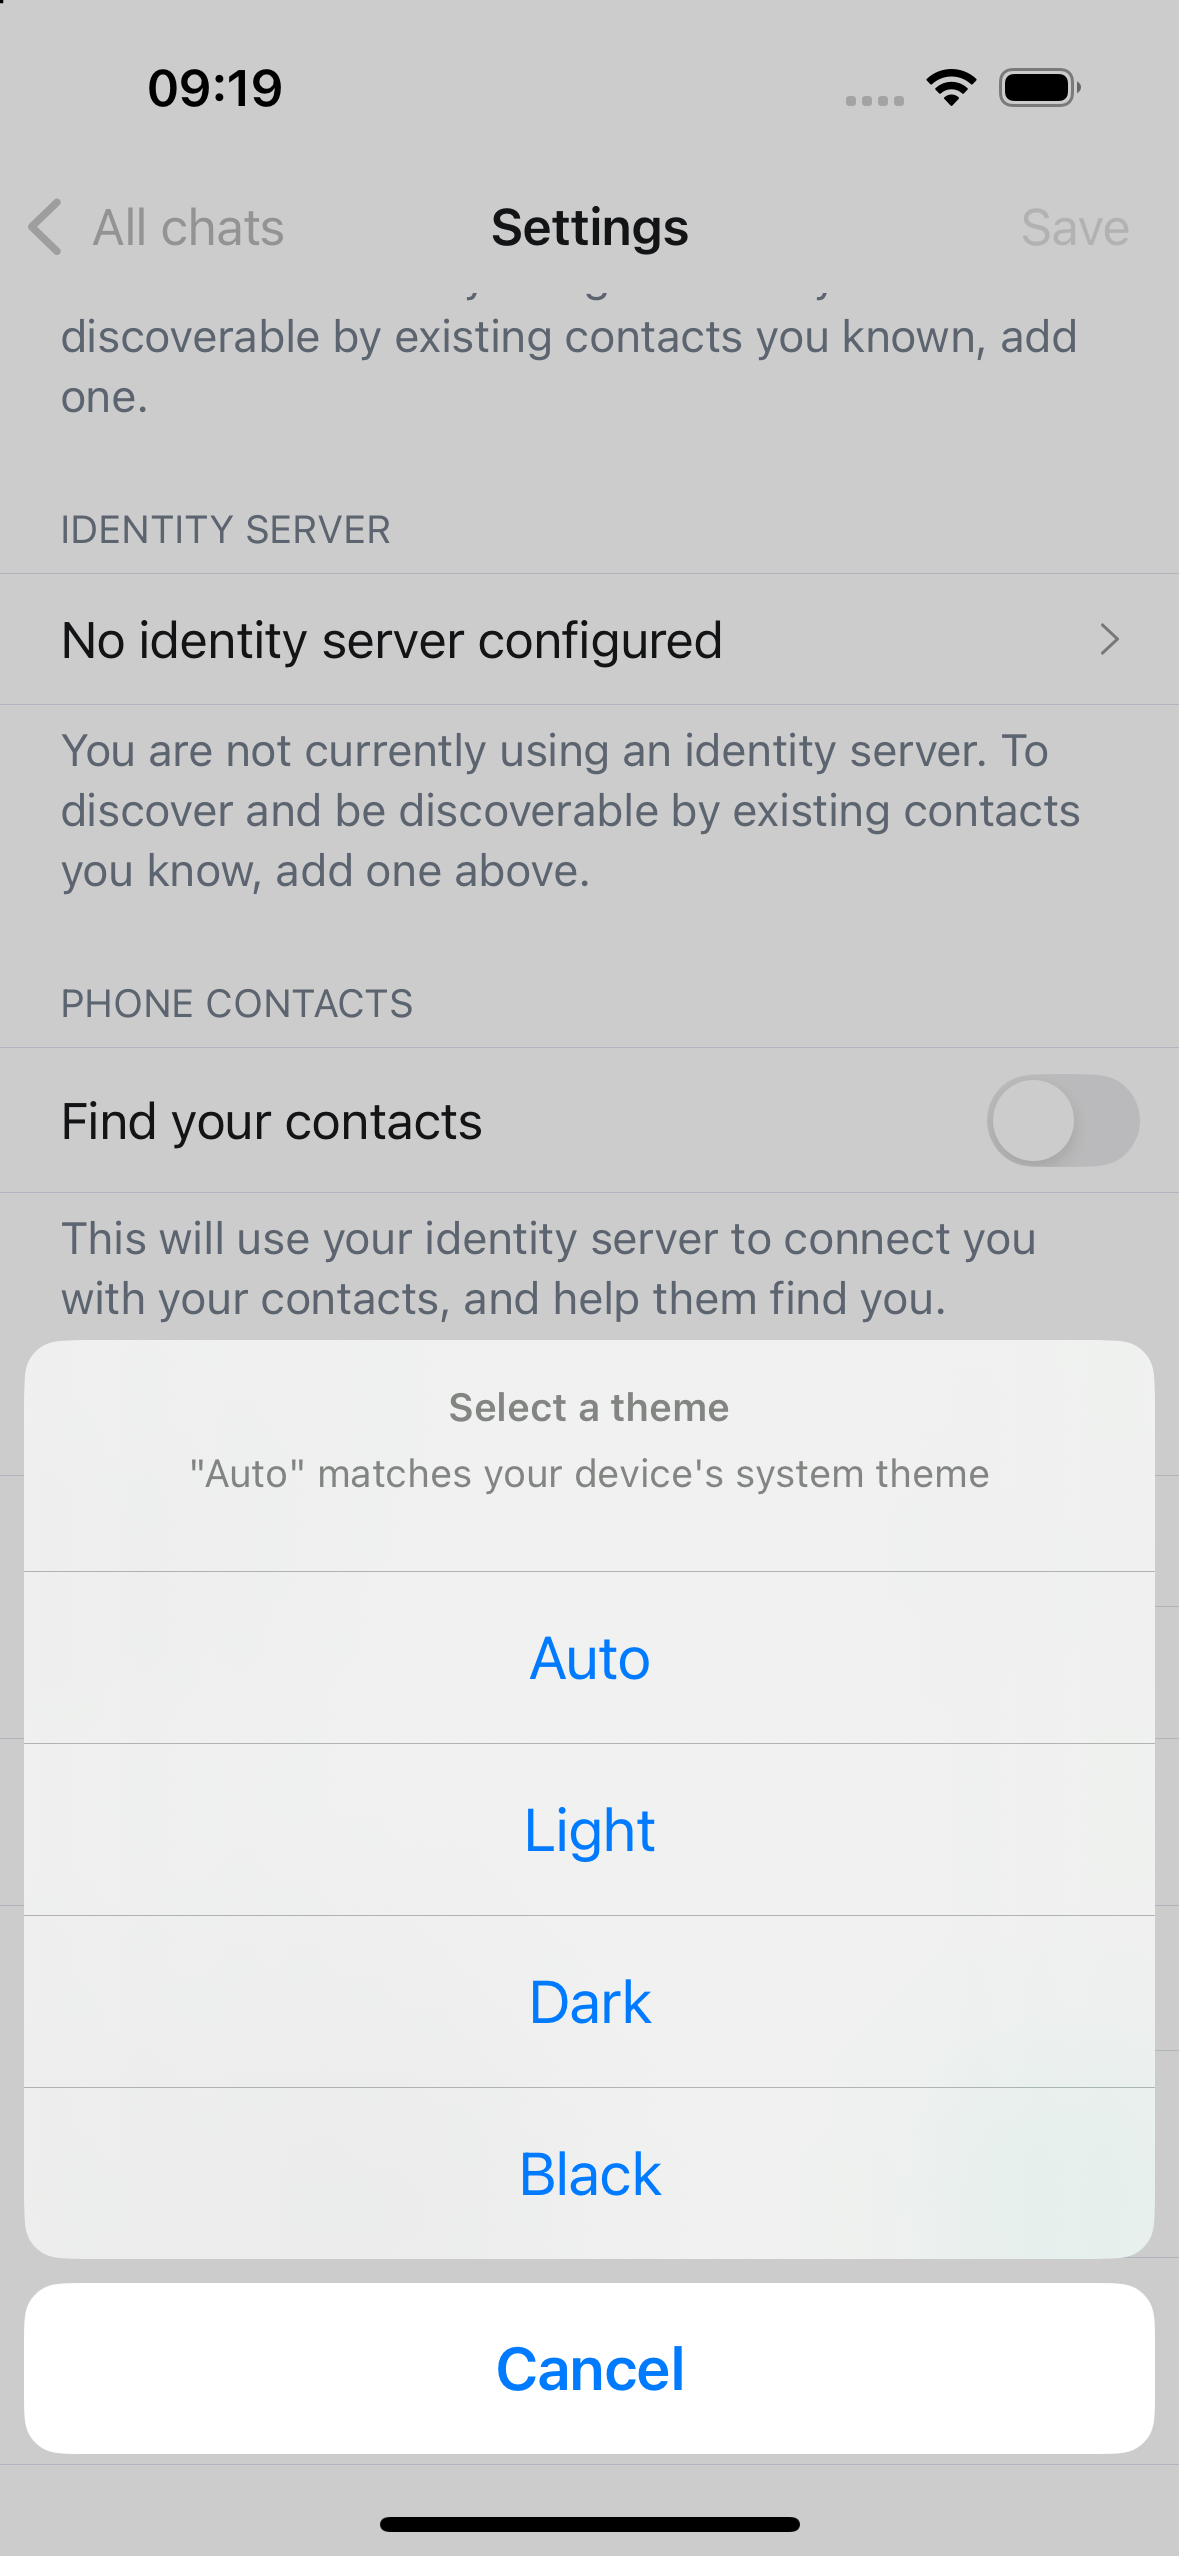 09:19
All chats
Settings
Save
discoverable by existing contacts you known, add
one.
IDENTITY SERVER
No identity server configured
You are not currently using an identity server. To
discover and be discoverable by existing contacts
you know, add one above.
PHONE CONTACTS
Find your contacts
This will use your identity server to connect you
with your contacts, and help them find you.
Select a theme
"Auto" matches your device's system theme
Auto
Light
Dark
Black
Cancel